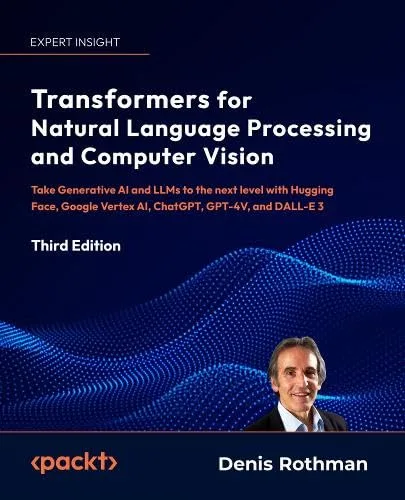 EXPERT INSIGHT
Transformers for
Natural Language Processing
and Computer Vision
Take Generative AI and LLMs to the next level with Hugging
Face, Google Vertex AI, ChatGPT, GPT-4V, and DALL-E 3
Third Edition
<packt>
Denis Rothman